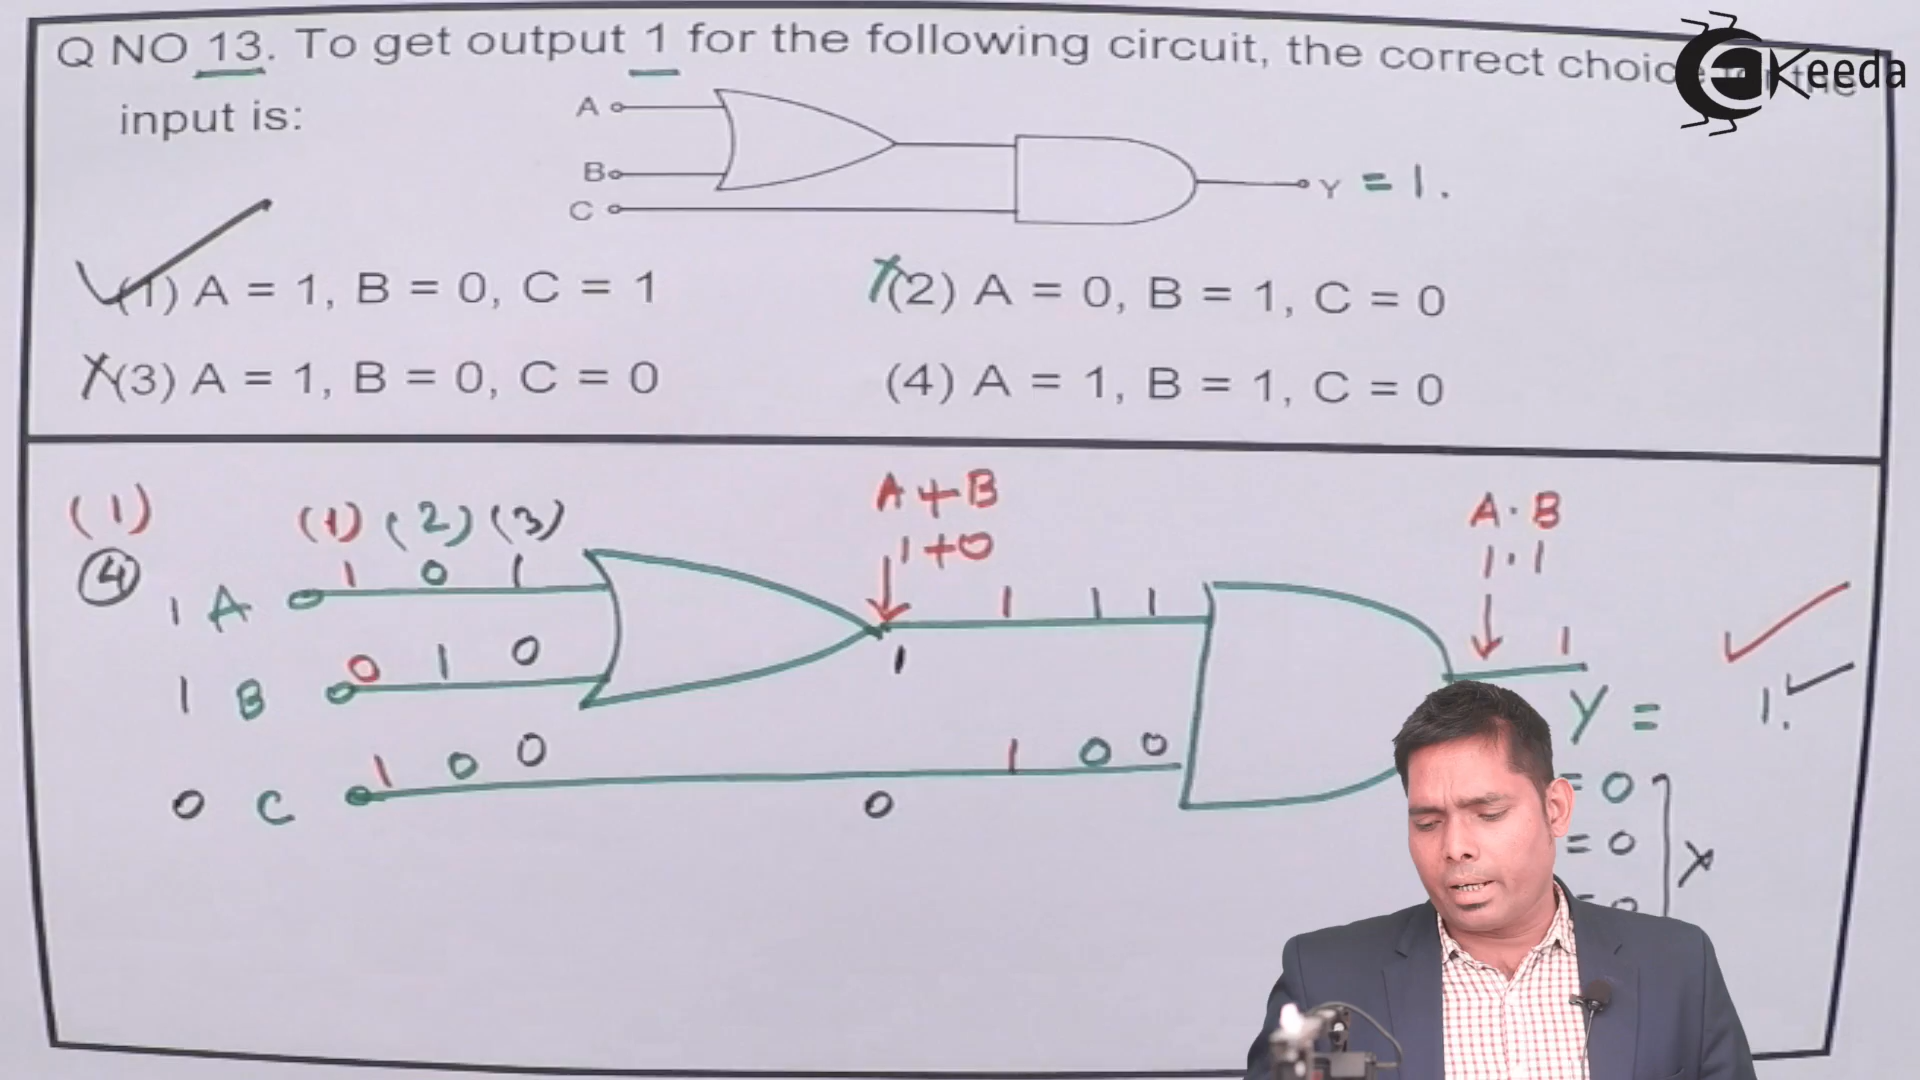 Q NO 13. To get output 1 for the following circuit, the correct choice for the
Keeda
input is:
A
B
C
Y = 1.
(1) A = 1, B = 0, C = 1
(2) A = 0, B = 1, C = 0
(3) A = 1, B = 0, C = 0
(4) A = 1, B = 1, C = 0
(1)
(1) (2) (3)
A + B
A . B
1 + 0
1 . 1
4
1 0 1
1 A
1 1 1
1
0 1 0
1
1 B
Y = 1.
1 0 0
1 0 0
0 C
0
= 0
= 0
= 0